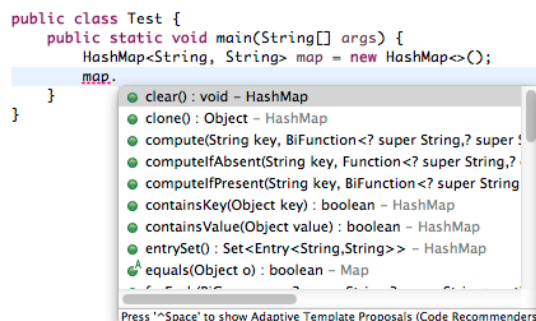 public class Test {
public static void main(String[] args) {
HashMap<String, String> map = new HashMap<>();
map.
}
}
clear() : void – HashMap
clone() : Object – HashMap
compute(String key, BiFunction<? super String,? super
computeIfAbsent(String key, Function<? super String,?
computeIfPresent(String key, BiFunction<? super String
containsKey(Object key) : boolean – HashMap
containsValue(Object value) : boolean – HashMap
entrySet() : Set<Entry<String,String>> – HashMap
equals(Object o) : boolean – Map
Press '^Space' to show Adaptive Template Proposals (Code Recommenders